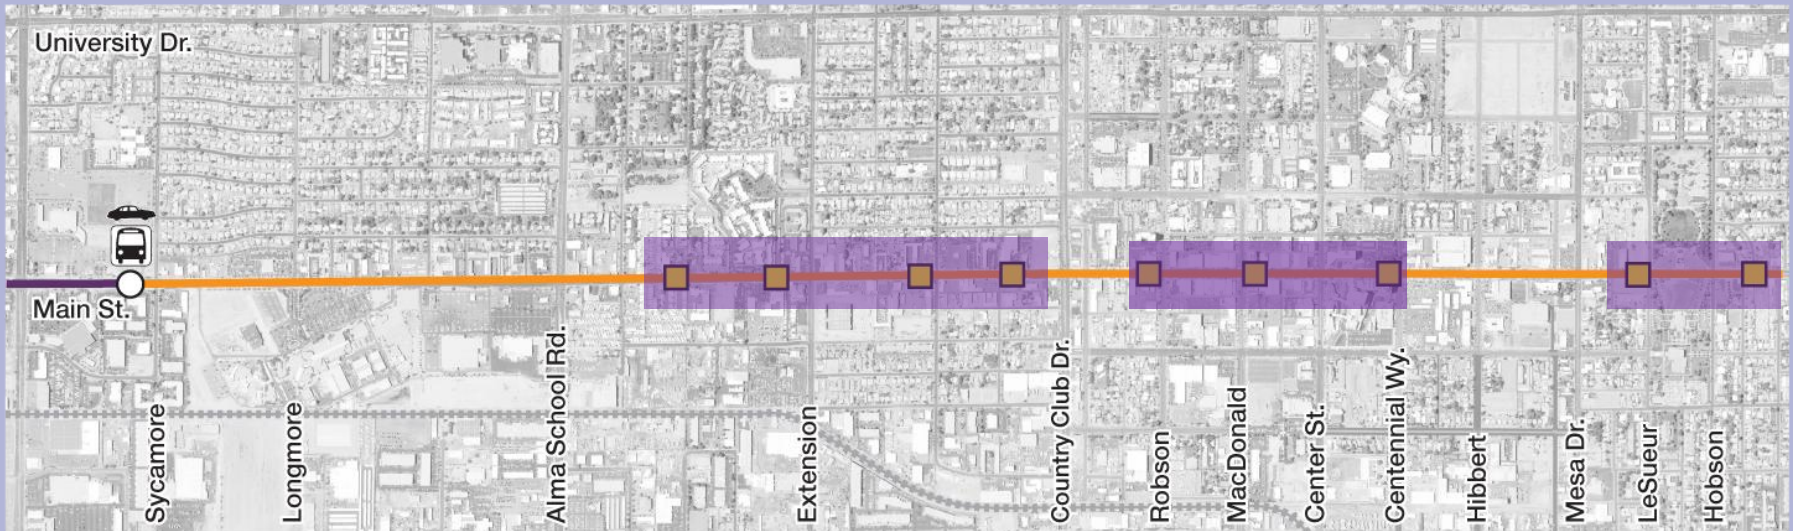 University Dr.
Main St.
Sycamore
Longmore
Alma School Rd.
Extension
Country Club Dr.
Robson
MacDonald
Center St.
Centennial Wy.
Hibbert
Mesa Dr.
LeSueur
Hobson